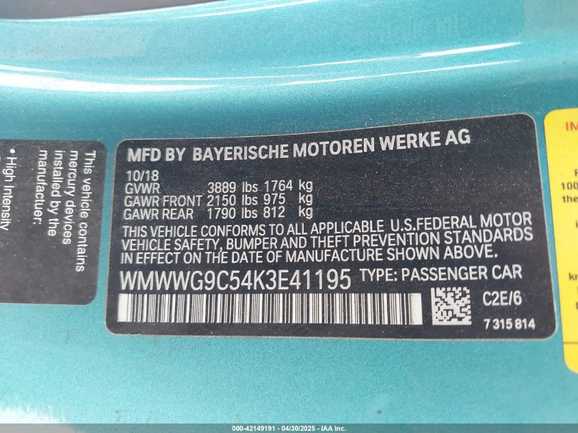 MFD BY BAYERISCHE MOTOREN WERKE AG
10/18
GVWR 3889 lbs 1764 kg
GAWR FRONT 2150 lbs 975 kg
GAWR REAR 1790 lbs 812 kg
THIS VEHICLE CONFORMS TO ALL APPLICABLE U.S.FEDERAL MOTOR
VEHICLE SAFETY, BUMPER AND THEFT PREVENTION STANDARDS
IN EFFECT ON THE DATE OF MANUFACTURE SHOWN ABOVE.
WMWWG9C54K3E41195 TYPE: PASSENGER CAR
C2E/6
7 315 814
This vehicle contains
mercury devices
installed by the
manufacturer:
• High Intensity
IM
100
the
km
000-42149191 - 04/30/2025 - IAA Inc.